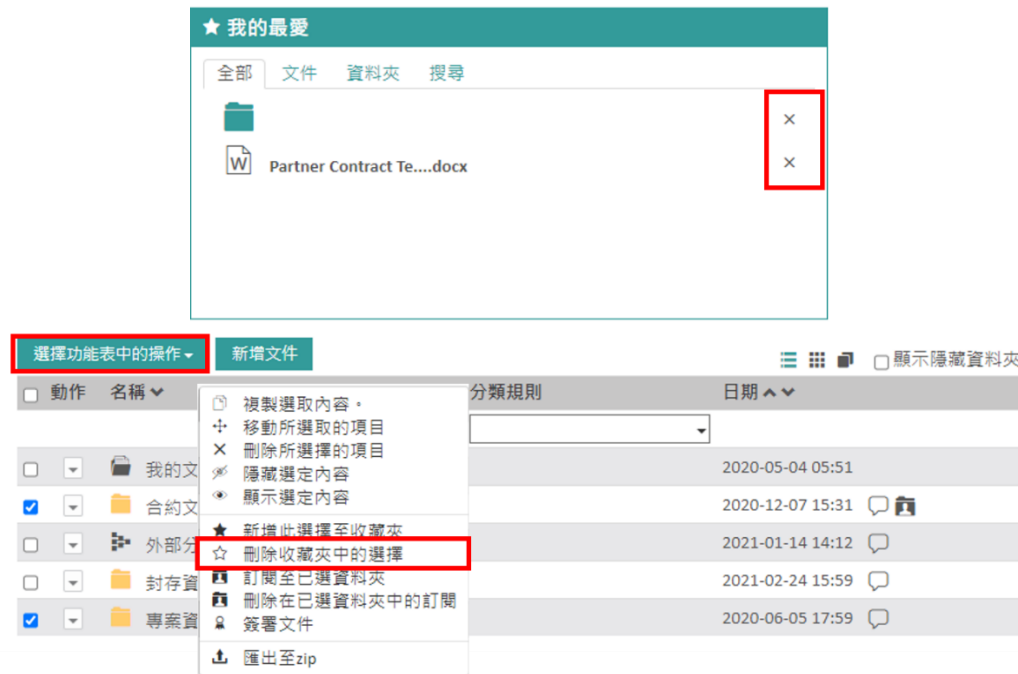 我的最愛
全部 文件 資料夾 搜尋
Partner Contract Te....docx
選擇功能表中的操作 新增文件 顯示隱藏資料夾
動作 名稱 分類規則 日期
複製選取內容。
移動所選取的項目
刪除所選擇的項目
隱藏選定內容
顯示選定內容
新增此選擇至收藏夾
刪除收藏夾中的選擇
訂閱至已選資料夾
刪除在已選資料夾中的訂閱
簽署文件
匯出至zip
我的文 2020-05-04 05:51
合約文 2020-12-07 15:31
外部分 2021-01-14 14:12
封存資 2021-02-24 15:59
專案資 2020-06-05 17:59